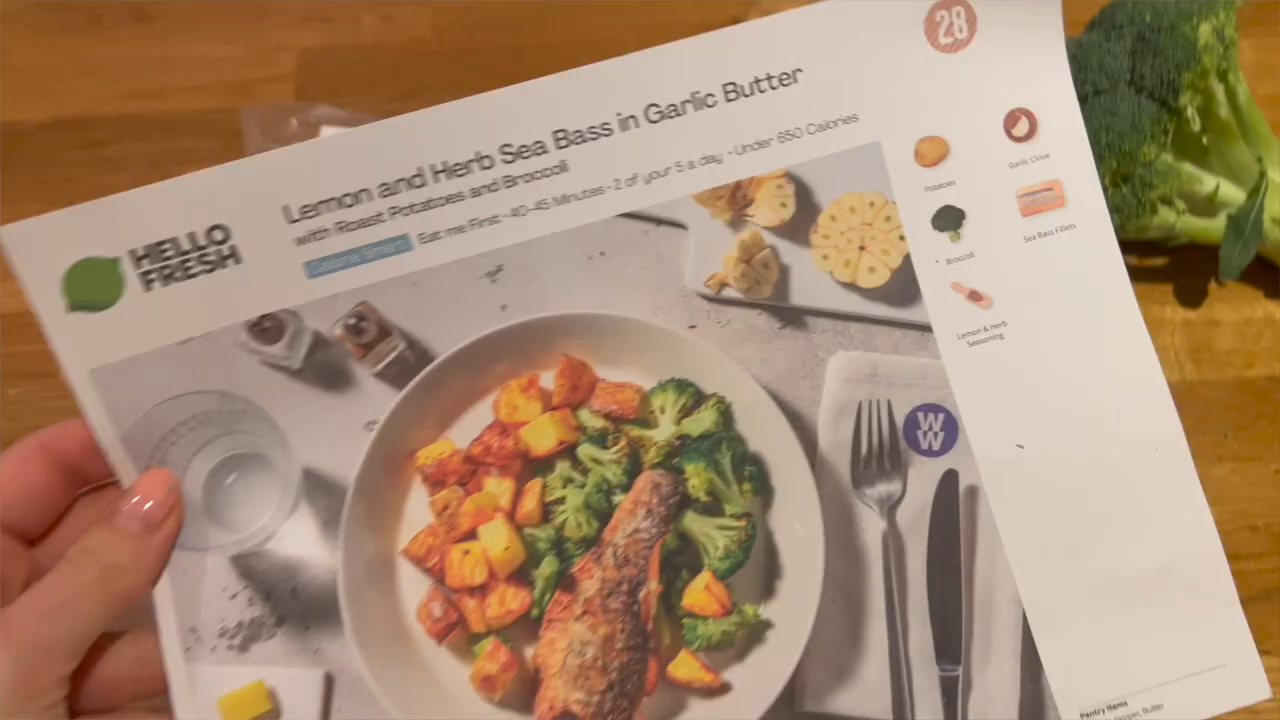 28
Lemon and Herb Sea Bass in Garlic Butter
with Roast Potatoes and Broccoli
Calorie Smart Eat me First • 40-45 Minutes • 2 of your 5 a day • Under 650 Calories
HELLO
FRESH
Potatoes
Garlic Clove
Broccoli
Sea Bass Fillets
Lemon & Herb
Seasoning
W
W
Pantry Items
Pepper, Butter